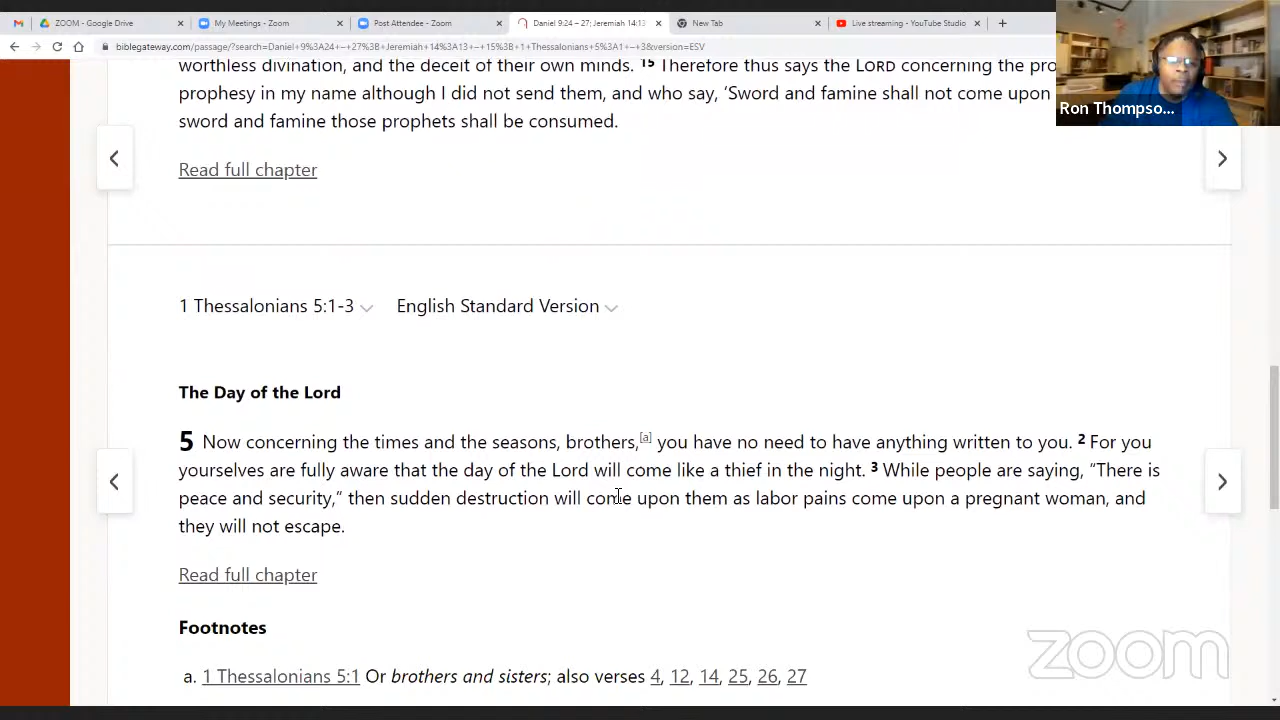 ZOOM - Google Drive
My Meetings - Zoom
Post Attendee - Zoom
Daniel 9:24 – 27; Jeremiah 14:13
New Tab
Live streaming - YouTube Studio
biblegateway.com/passage/?search=Daniel+9%3A24+–+27%3B+Jeremiah+14%3A13+–+15%3B+1+Thessalonians+5%3A1+–+3&version=ESV
worthless divination, and the deceit of their own minds. 15 Therefore thus says the LORD concerning the pro
prophesy in my name although I did not send them, and who say, ‘Sword and famine shall not come upon
sword and famine those prophets shall be consumed.
Ron Thompso...
Read full chapter
1 Thessalonians 5:1-3 English Standard Version
The Day of the Lord
5 Now concerning the times and the seasons, brothers,[a] you have no need to have anything written to you. 2 For you
yourselves are fully aware that the day of the Lord will come like a thief in the night. 3 While people are saying, “There is
peace and security,” then sudden destruction will come upon them as labor pains come upon a pregnant woman, and
they will not escape.
Read full chapter
Footnotes
a. 1 Thessalonians 5:1 Or brothers and sisters; also verses 4, 12, 14, 25, 26, 27
zoom